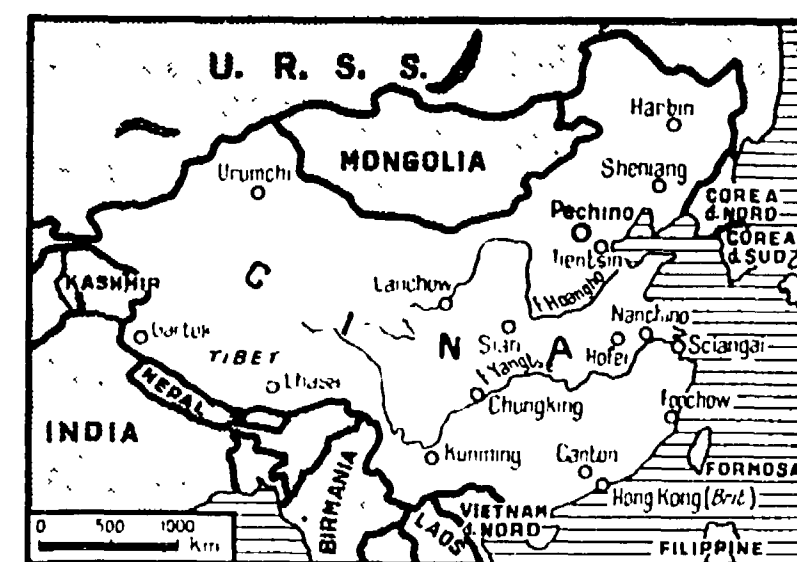 U. R. S. S.
Harbin
MONGOLIA
Urumchi
Sheniang
Pechino
COREA
d. NORD
COREA
d. SUD
Tientsin
KASHMIR
C I N A
Lanchow
f. Hoangho
Nanchino
Gartok
Sian
Hofei
Sciangai
TIBET
f. Yangts
NEPAL
Lhasa
Chungking
Foochow
INDIA
Kunming
Canton
FORMOSA
Hong Kong (Brit)
BIRMANIA
VIETNAM
d. NORD
LAOS
FILIPPINE
0 500 1000
Km